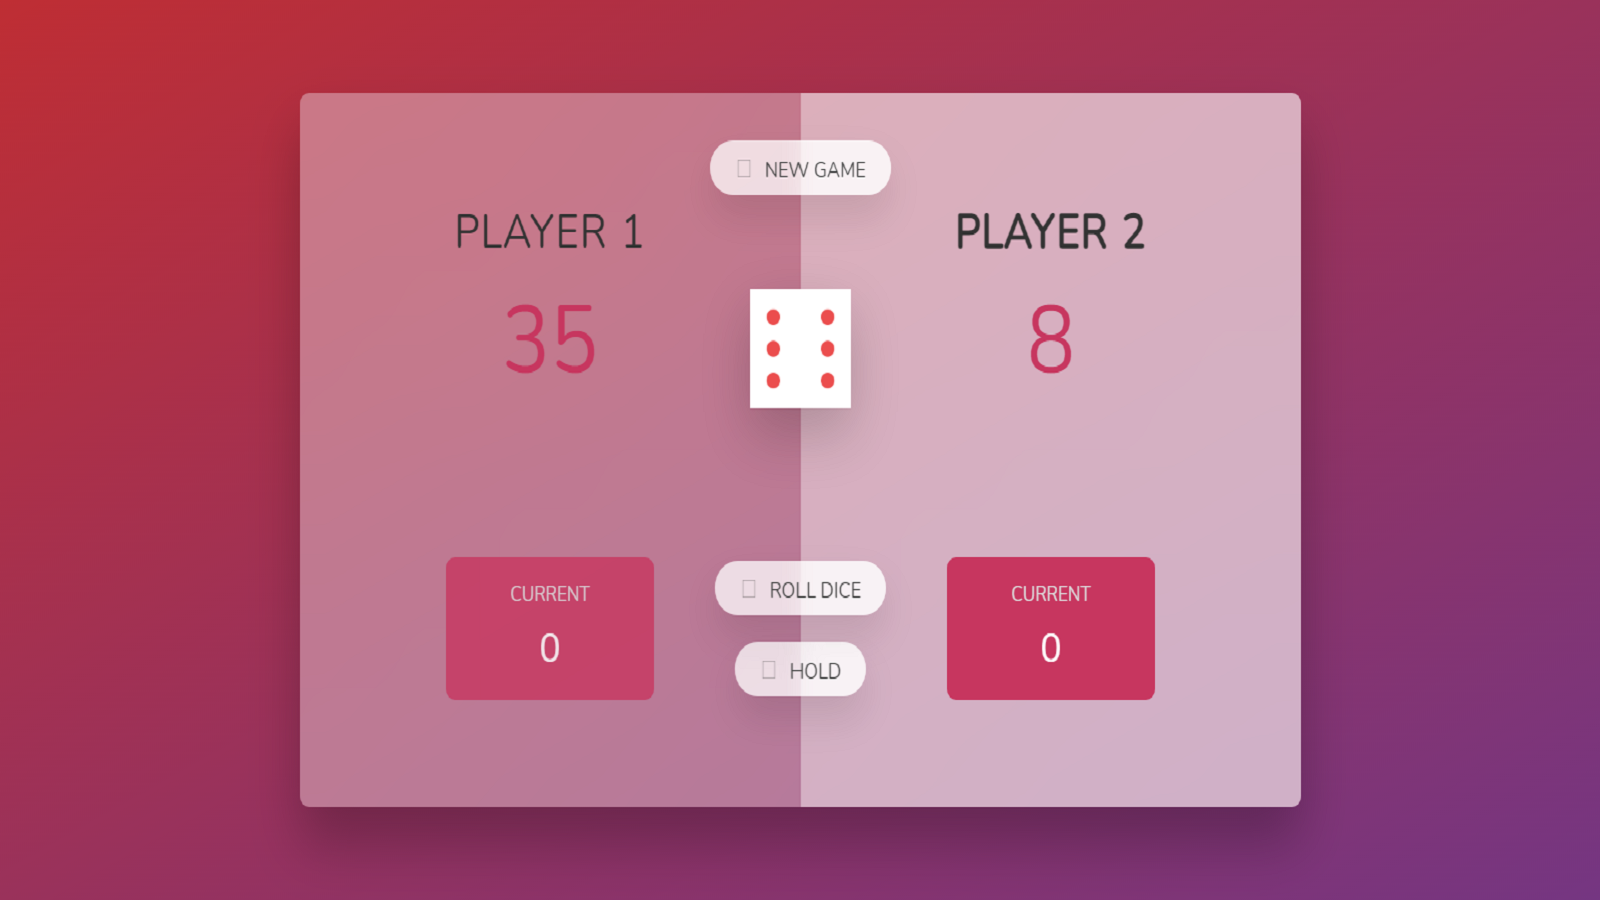 NEW GAME
PLAYER 1
35
PLAYER 2
8
CURRENT
0
ROLL DICE
HOLD
CURRENT
0